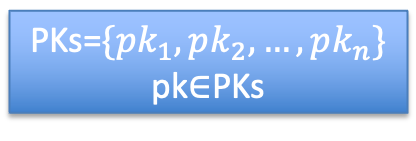 PKs={pk₁, pk₂, …, pkₙ}
pk∈PKs